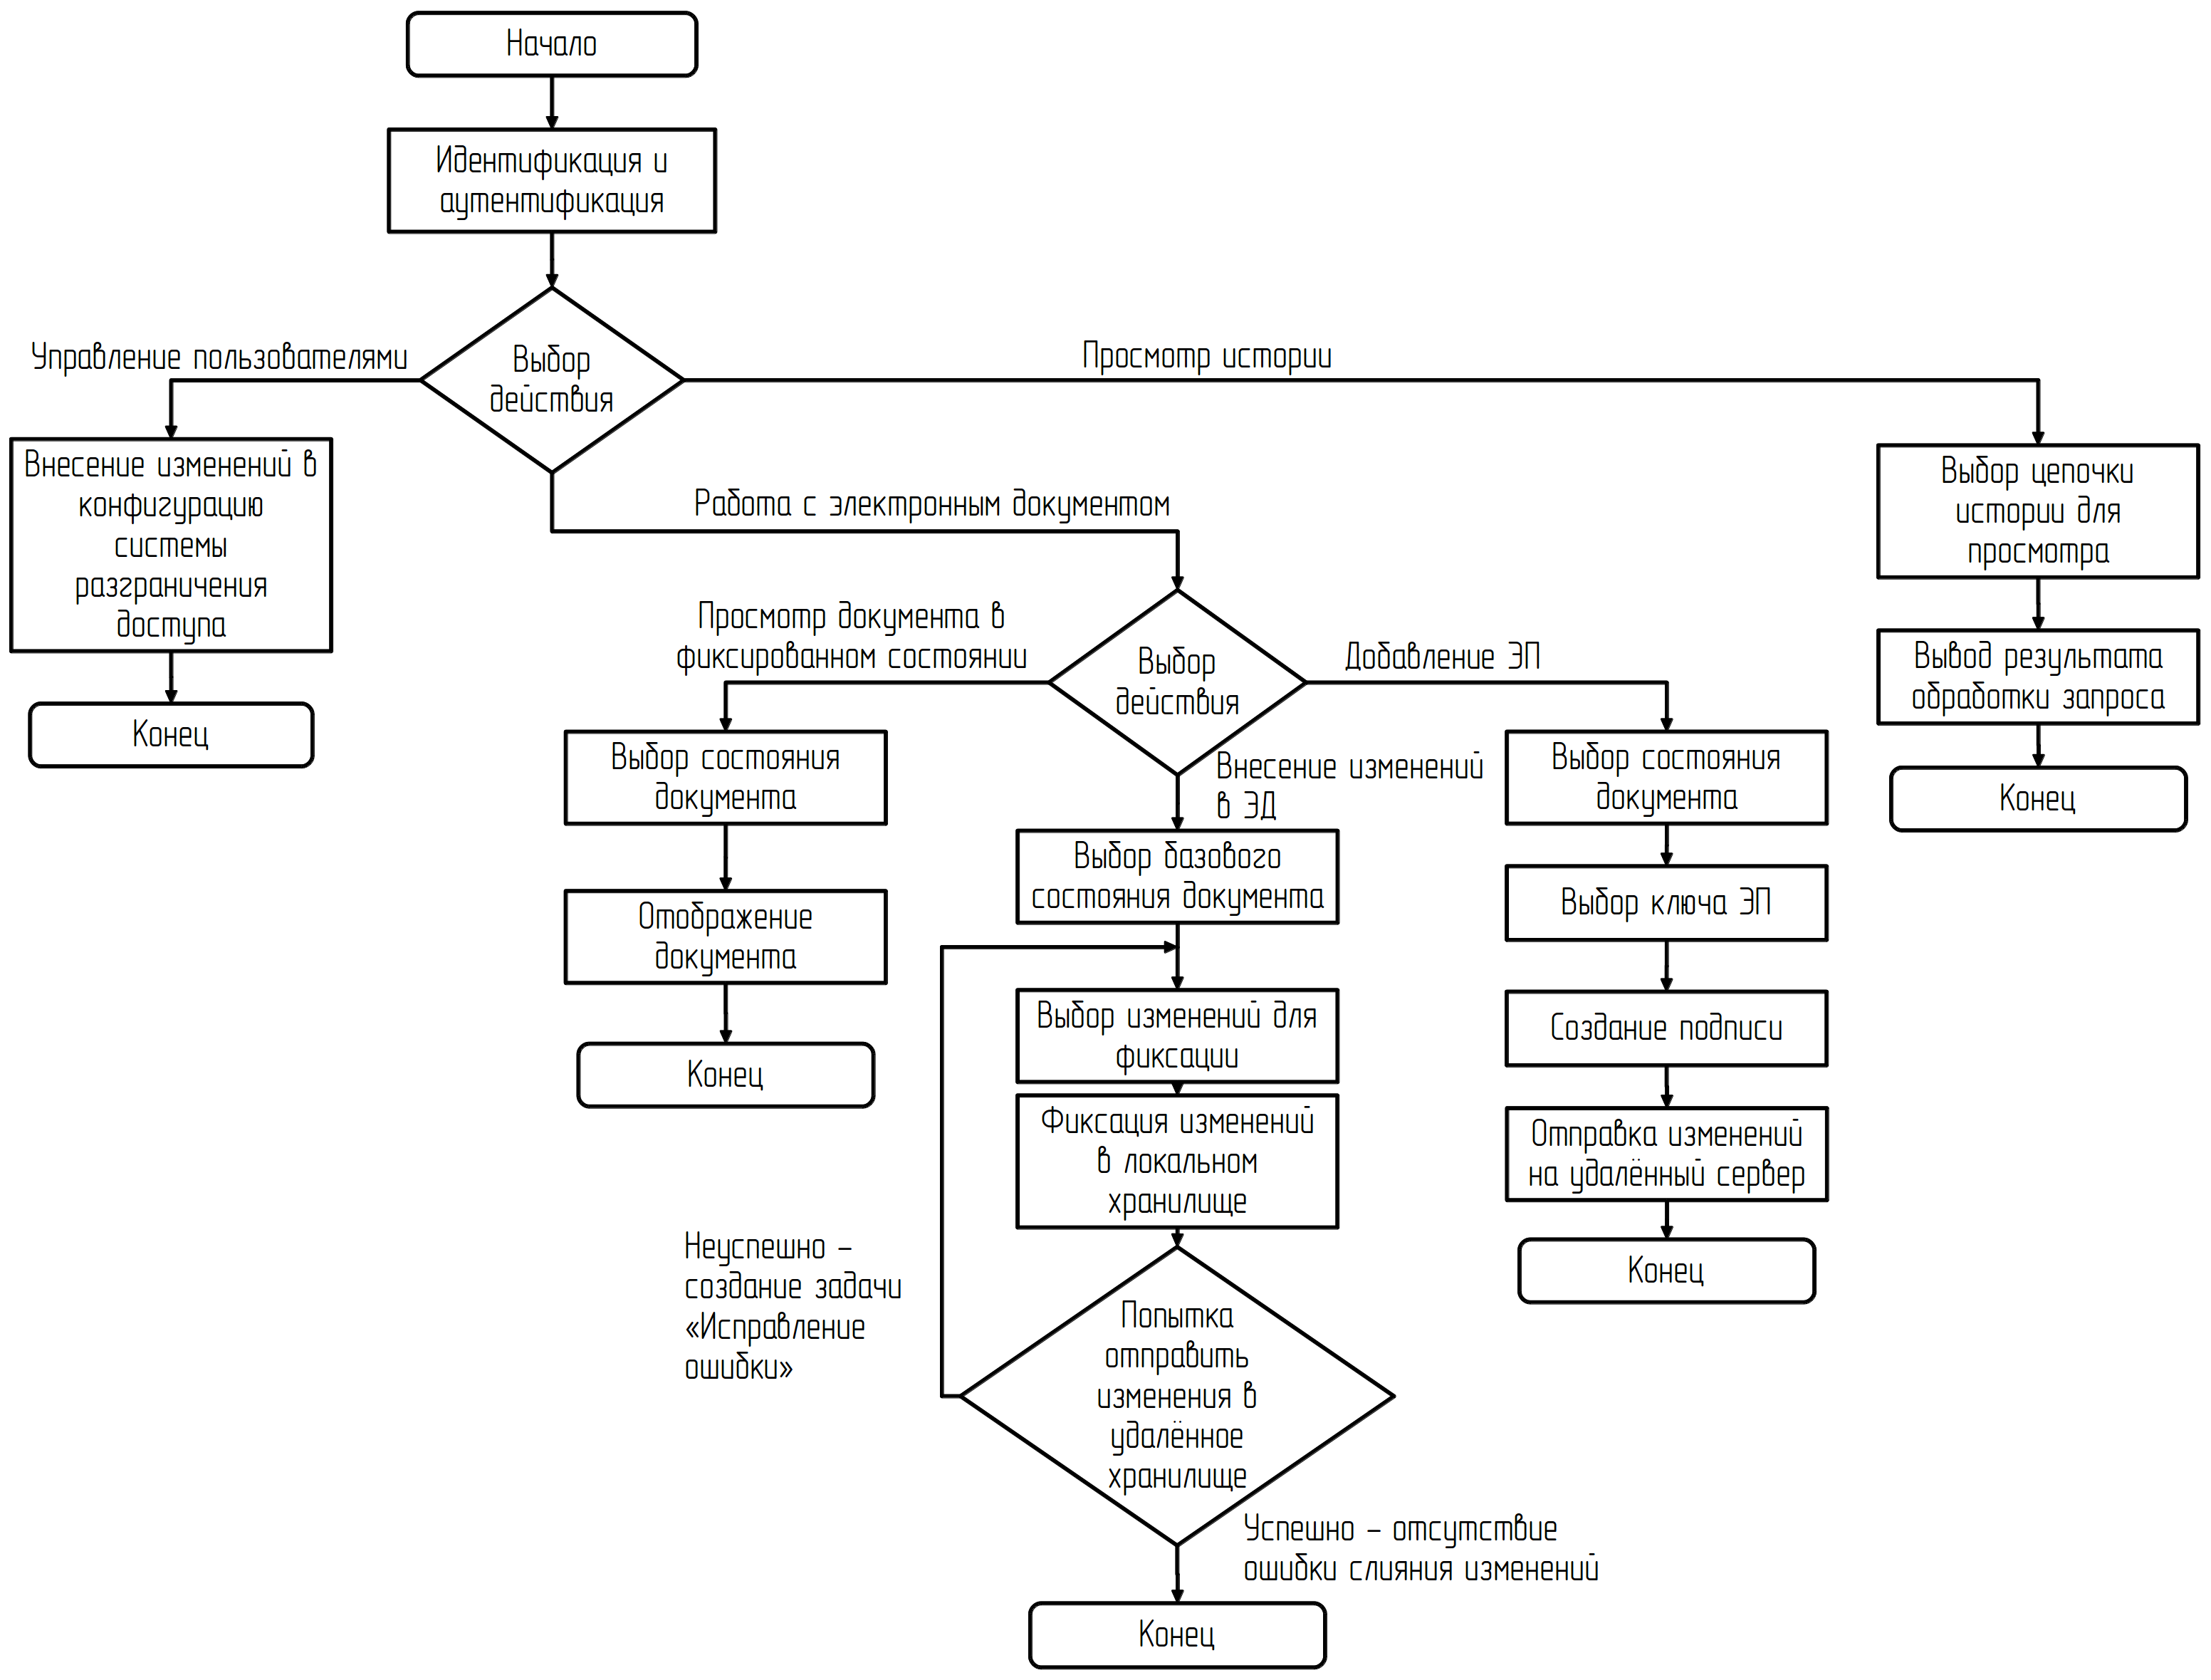 Начало
Идентификация и
аутентификация
Выбор
действия
Управление пользователями
Просмотр истории
Внесение изменений в
конфигурацию
системы
разграничения
доступа
Конец
Работа с электронным документом
Выбор цепочки
истории для
просмотра
Вывод результата
обработки запроса
Конец
Выбор
действия
Просмотр документа в
фиксированном состоянии
Добавление ЭП
Внесение изменений
в ЭД
Выбор состояния
документа
Отображение
документа
Конец
Выбор базового
состояния документа
Выбор изменений для
фиксации
Фиксация изменений
в локальном
хранилище
Попытка
отправить
изменения в
удалённое
хранилище
Неуспешно –
создание задачи
«Исправление
ошибки»
Успешно – отсутствие
ошибки слияния изменений
Конец
Выбор состояния
документа
Выбор ключа ЭП
Создание подписи
Отправка изменений
на удалённый сервер
Конец